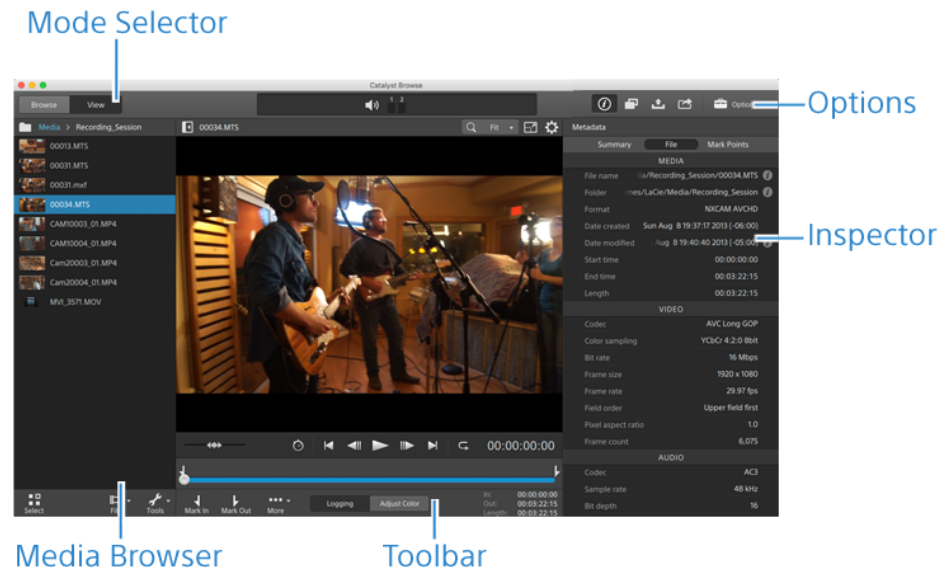 Mode Selector
Catalyst Browse
Browse View
1 2
Options
Media > Recording_Session
00034.MTS
Fit
Metadata
00013.MTS
00031.MTS
00031.mxf
00034.MTS
CAM10003_01.MP4
CAM10004_01.MP4
Cam20003_01.MP4
Cam20004_01.MP4
MVI_3571.MOV
Summary File Mark Points
MEDIA
File name /Recording_Session/00034.MTS
Folder /LaCie/Media/Recording_Session
Format NXCAM AVCHD
Date created Sun Aug 8 19:37:17 2013 (-06:00)
Date modified Aug 8 19:40:40 2013 (-05:00)
Inspector
Start time 00:00:00:00
End time 00:03:22:15
Length 00:03:22:15
VIDEO
Codec AVC Long GOP
Color sampling YCbCr 4:2:0 8bit
Bit rate 16 Mbps
Frame size 1920 x 1080
Frame rate 29.97 fps
Field order Upper field first
Pixel aspect ratio 1.0
Frame count 6,075
AUDIO
Codec AC3
Sample rate 48 kHz
Bit depth 16
00:00:00:00
Select
Tools
Mark In
Mark Out
More
Logging
Adjust Color
In: 00:00:00:00
Out: 00:03:22:15
Length: 00:03:22:15
Media Browser
Toolbar